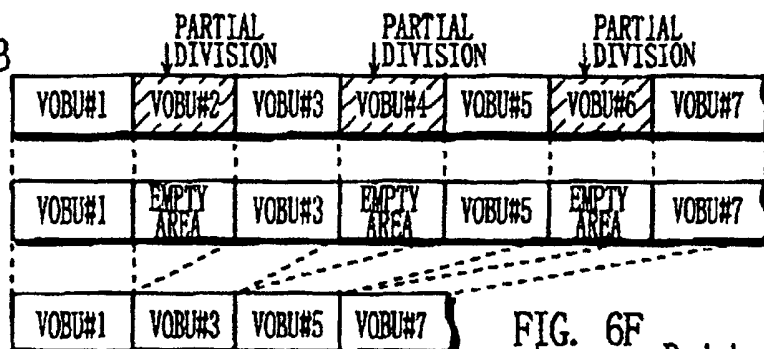 PARTIAL DIVISION PARTIAL DIVISION PARTIAL DIVISION
VOBU#1 VOBU#2 VOBU#3 VOBU#4 VOBU#5 VOBU#6 VOBU#7
VOBU#1 EMPTY AREA VOBU#3 EMPTY AREA VOBU#5 EMPTY AREA VOBU#7
VOBU#1 VOBU#3 VOBU#5 VOBU#7
FIG. 6F